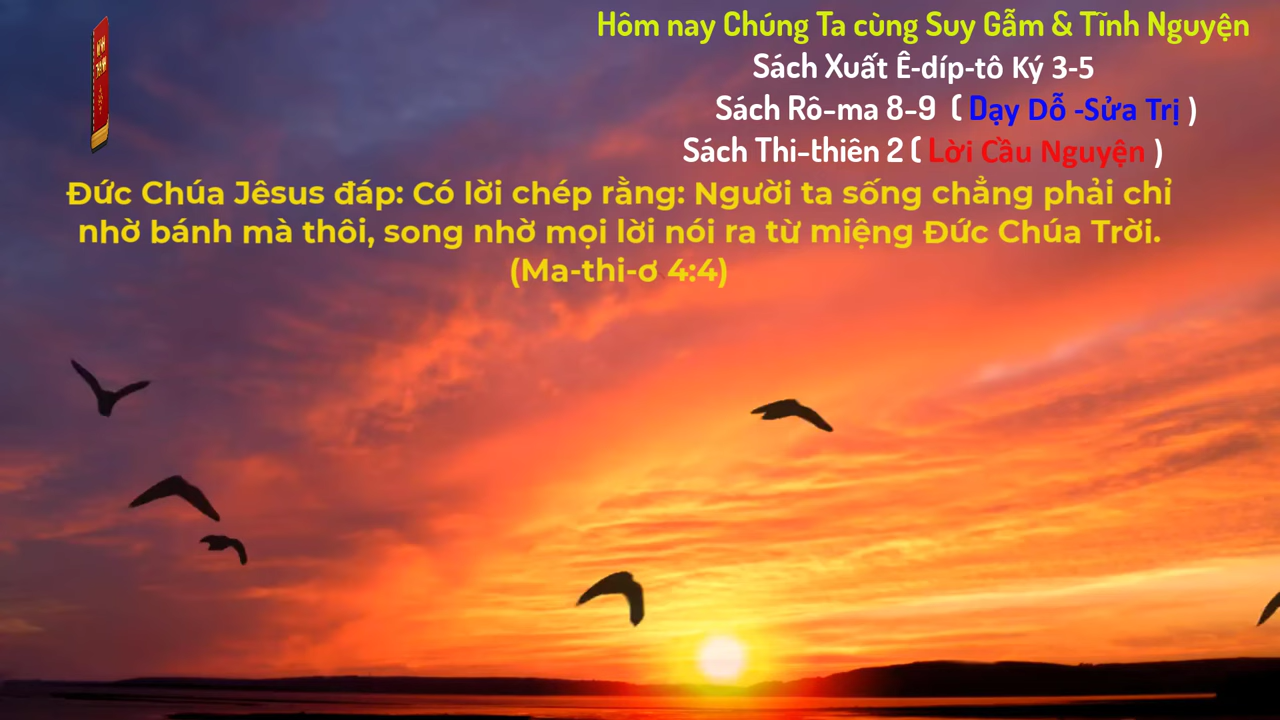 Hôm nay Chúng Ta cùng Suy Gẫm & Tĩnh Nguyện
Sách Xuất Ê-díp-tô Ký 3-5
Sách Rô-ma 8-9 ( Dạy Dỗ -Sửa Trị )
Sách Thi-thiên 2 ( Lời Cầu Nguyện )
Đức Chúa Jêsus đáp: Có lời chép rằng: Người ta sống chẳng phải chỉ
nhờ bánh mà thôi, song nhờ mọi lời nói ra từ miệng Đức Chúa Trời.
(Ma-thi-ơ 4:4)